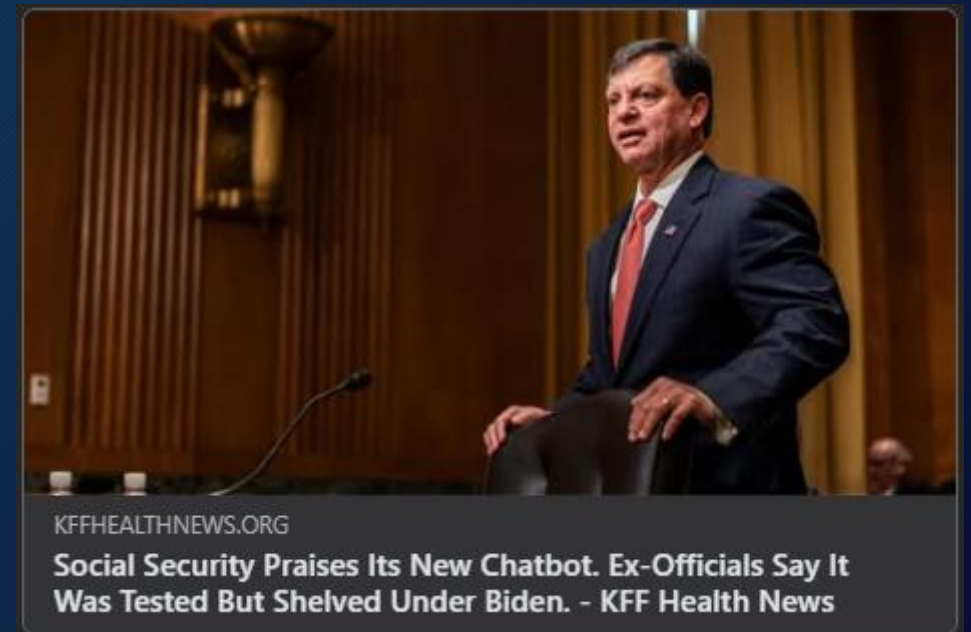 KFFHEALTHNEWS.ORG
Social Security Praises Its New Chatbot. Ex-Officials Say It
Was Tested But Shelved Under Biden. - KFF Health News